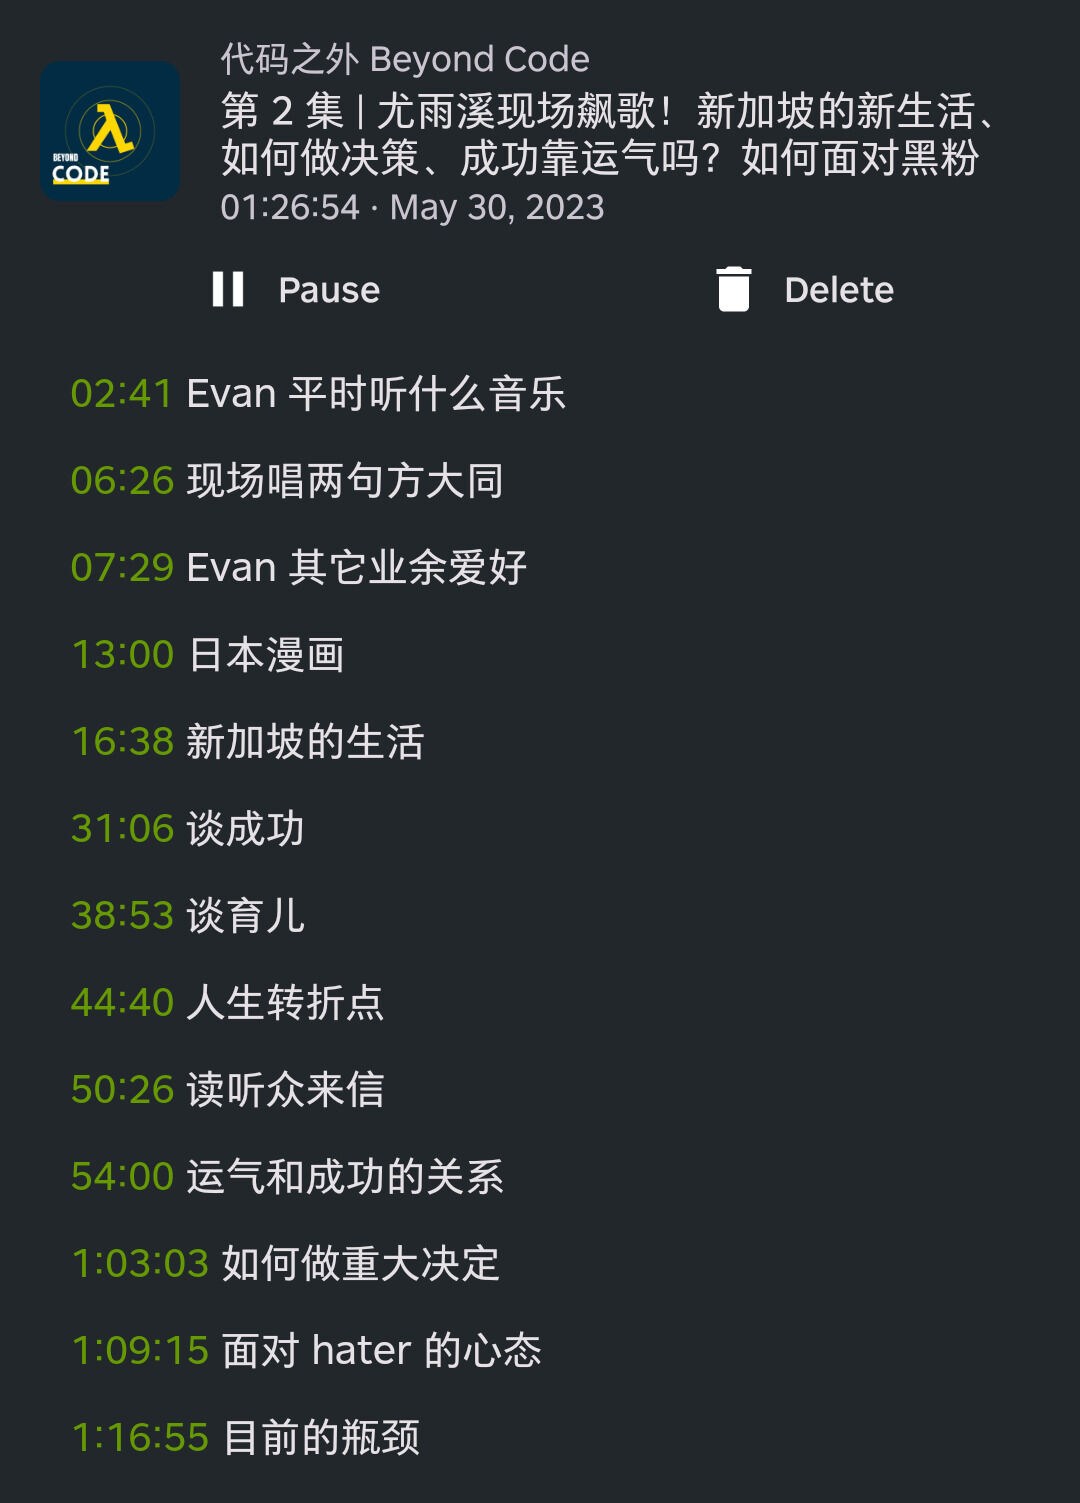 代码之外 Beyond Code
第 2 集 | 尤雨溪现场飙歌！新加坡的新生活、
如何做决策、成功靠运气吗？如何面对黑粉
01:26:54 · May 30, 2023
BEYOND
CODE
Pause
Delete
02:41 Evan 平时听什么音乐
06:26 现场唱两句方大同
07:29 Evan 其它业余爱好
13:00 日本漫画
16:38 新加坡的生活
31:06 谈成功
38:53 谈育儿
44:40 人生转折点
50:26 读听众来信
54:00 运气和成功的关系
1:03:03 如何做重大决定
1:09:15 面对 hater 的心态
1:16:55 目前的瓶颈